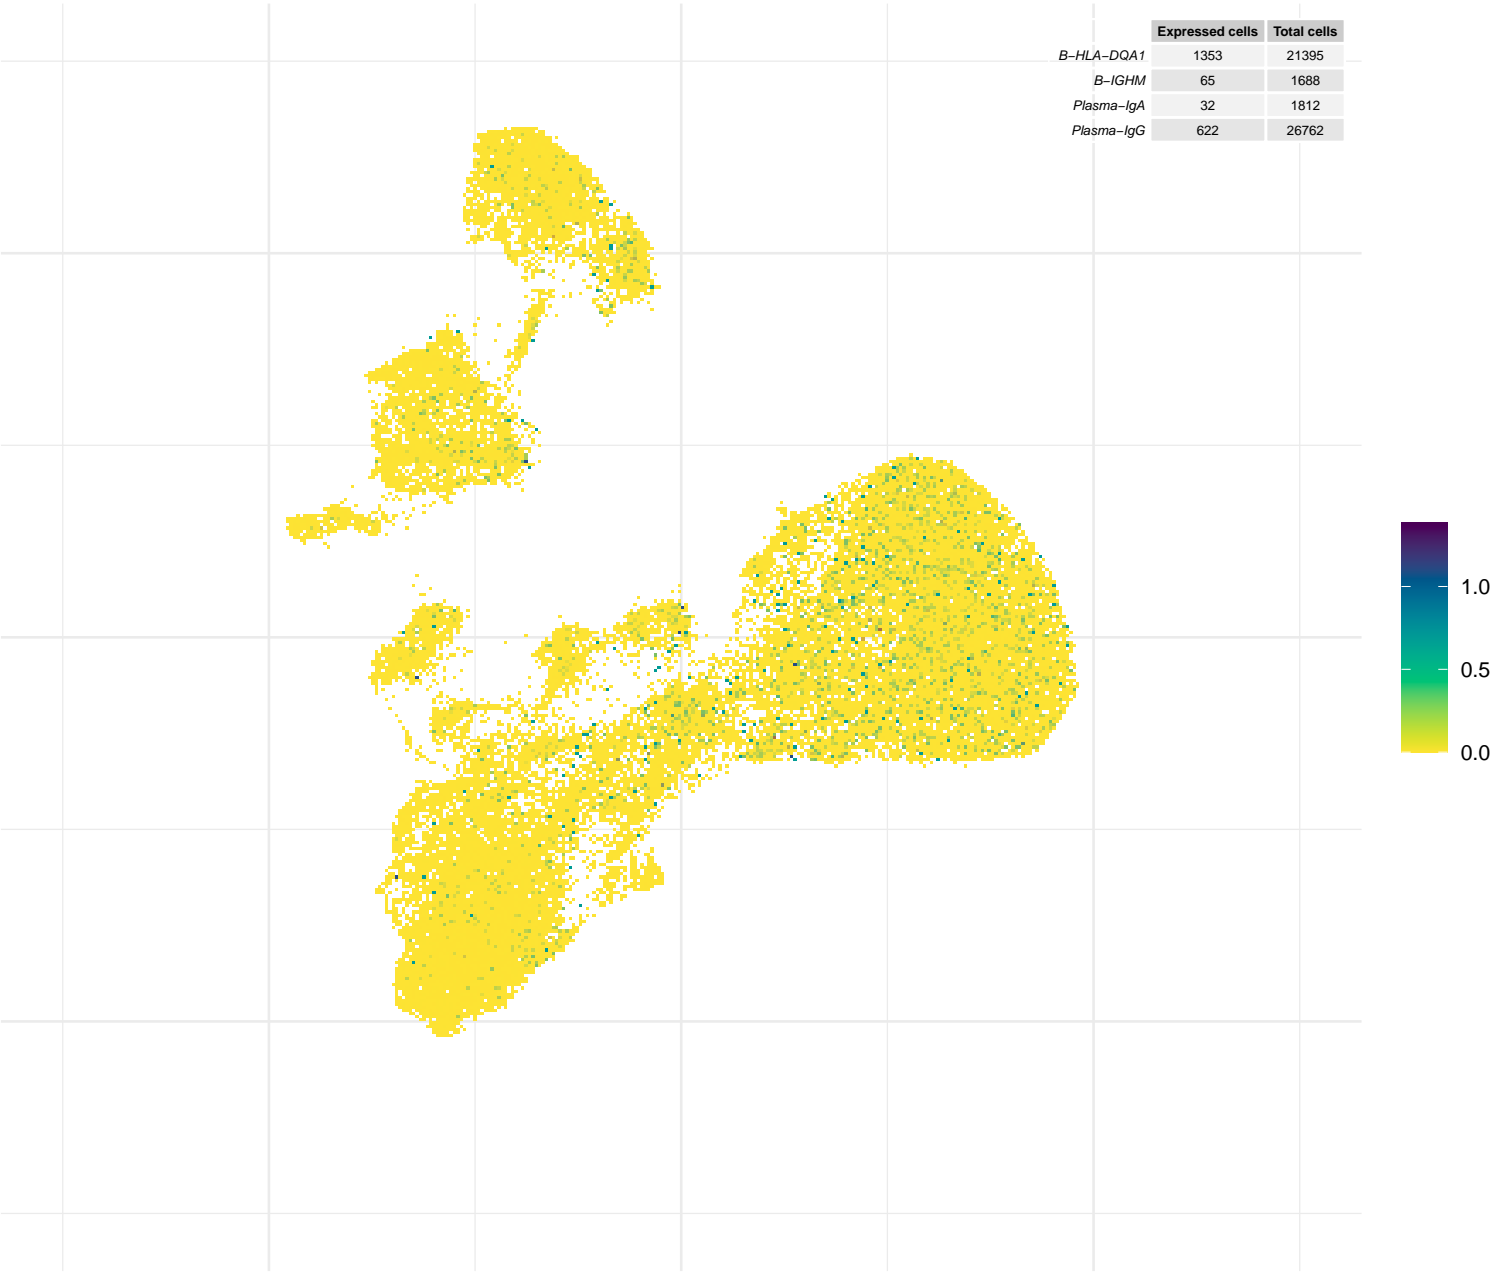 Expressed cells Total cells
B−HLA−DQA1 1353 21395
B−IGHM 65 1688
Plasma−IgA 32 1812
Plasma−IgG 622 26762
1.0
0.5
0.0